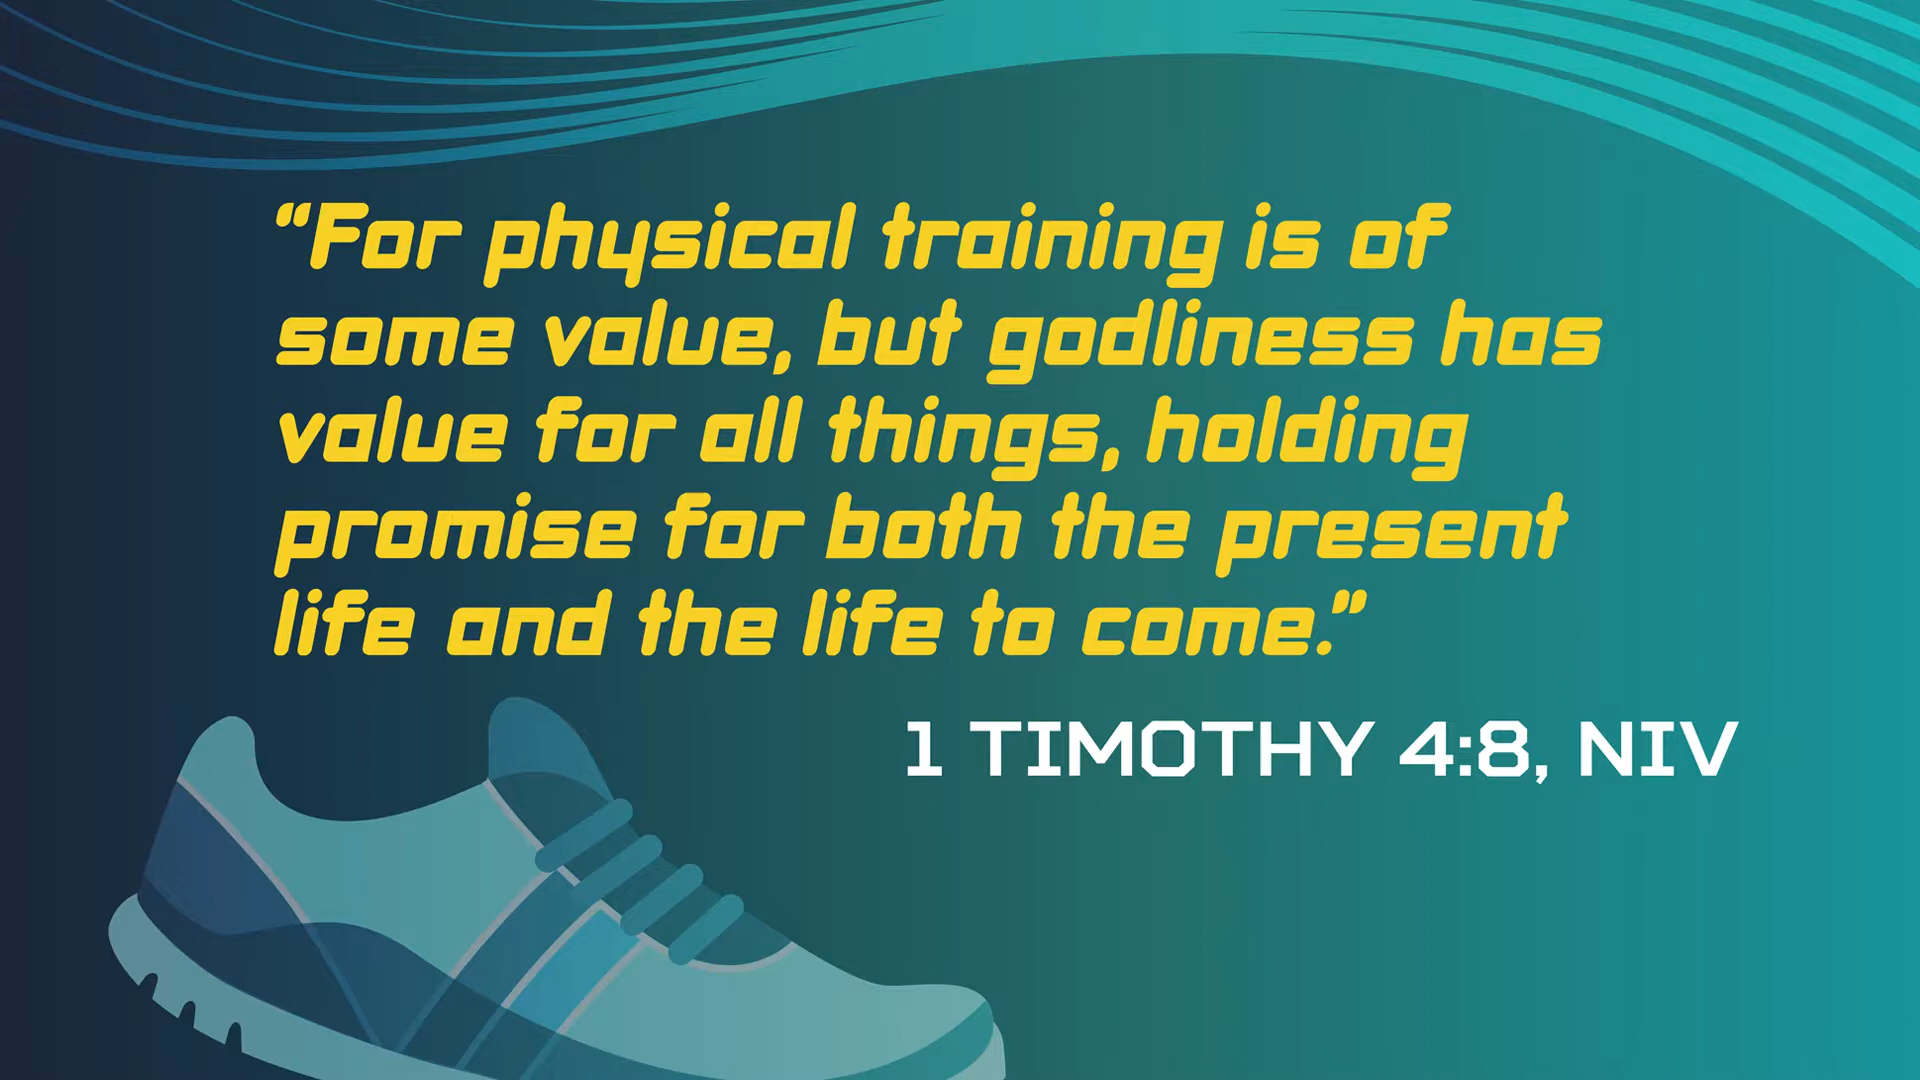 “For physical training is of
some value, but godliness has
value for all things, holding
promise for both the present
life and the life to come.”
1 TIMOTHY 4:8, NIV